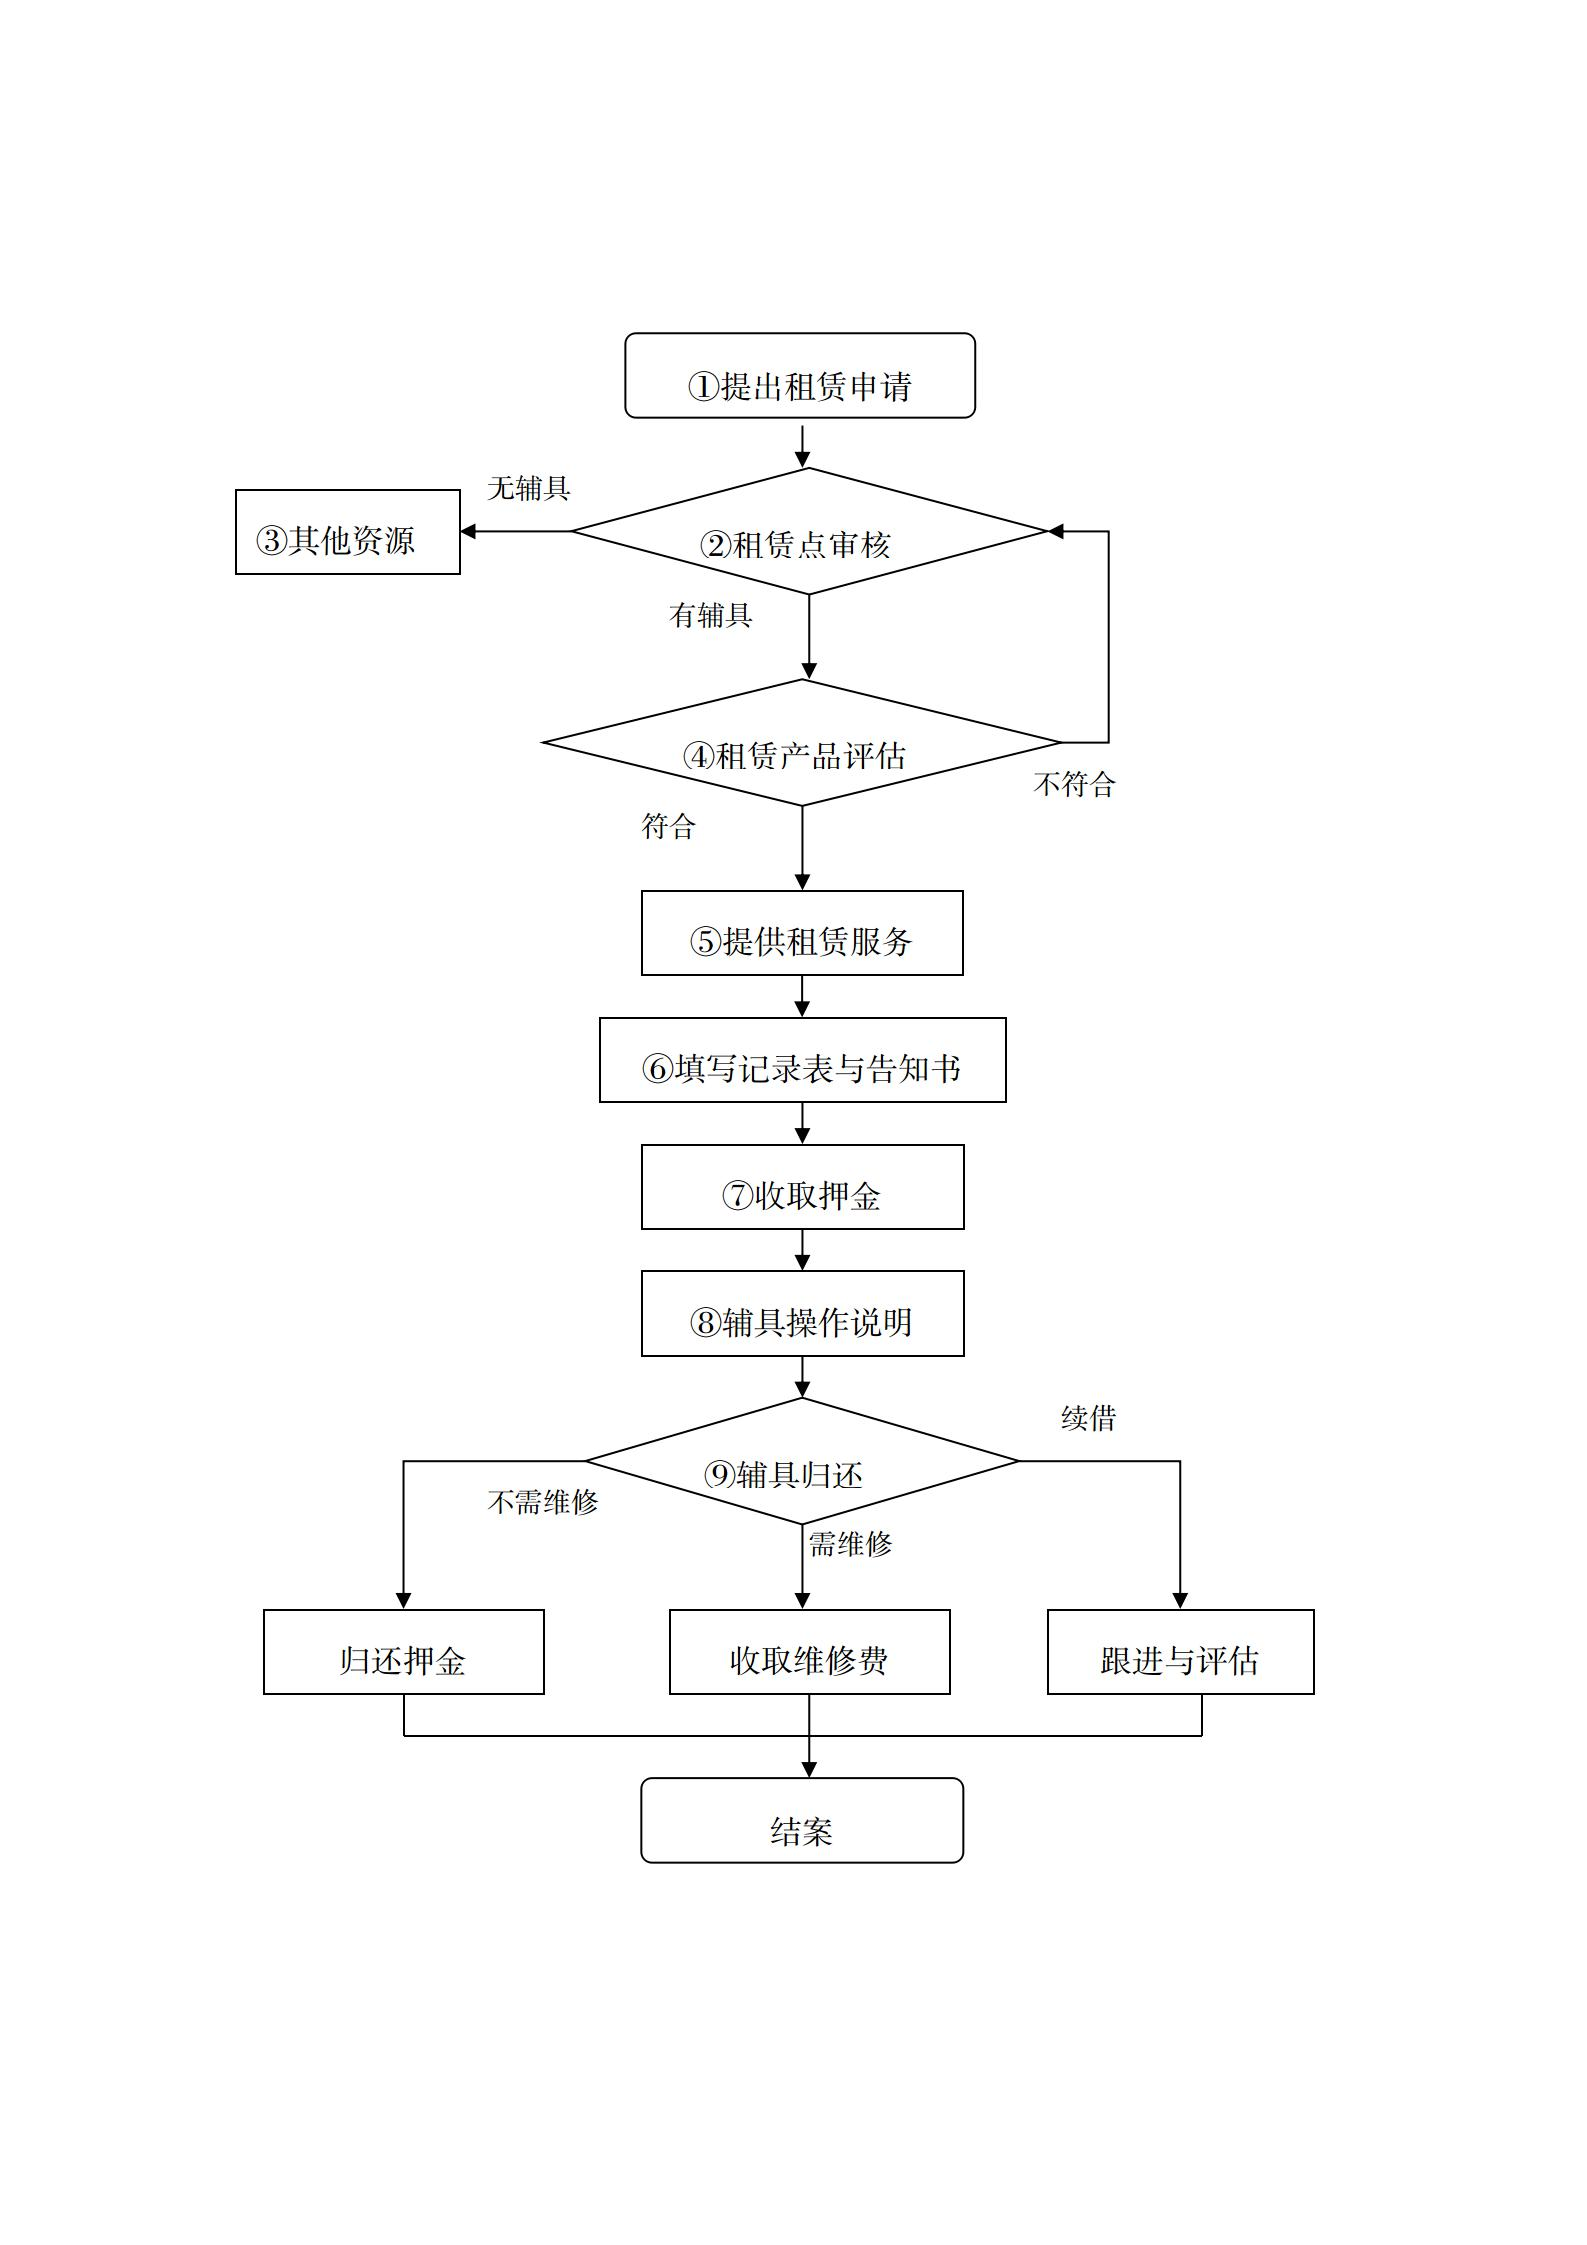 ①提出租赁申请
无辅具
③其他资源
②租赁点审核
有辅具
④租赁产品评估
不符合
符合
⑤提供租赁服务
⑥填写记录表与告知书
⑦收取押金
⑧辅具操作说明
续借
⑨辅具归还
不需维修
需维修
归还押金
收取维修费
跟进与评估
结案